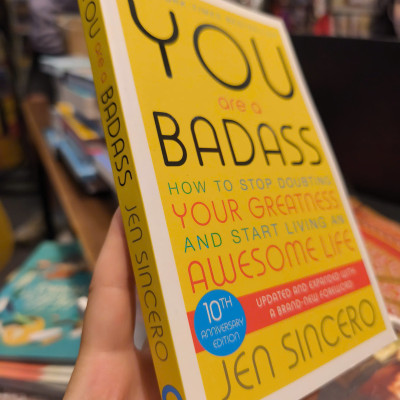 YOU
are a
BADASS
HOW TO STOP DOUBTING
YOUR GREATNESS
AND START LIVING AN
AWESOME LIFE
10TH
ANNIVERSARY
EDITION
UPDATED AND EXPANDED WITH
A BRAND-NEW FOREWORD
JEN SINCERO
YOU are a BADASS JEN SINCERO